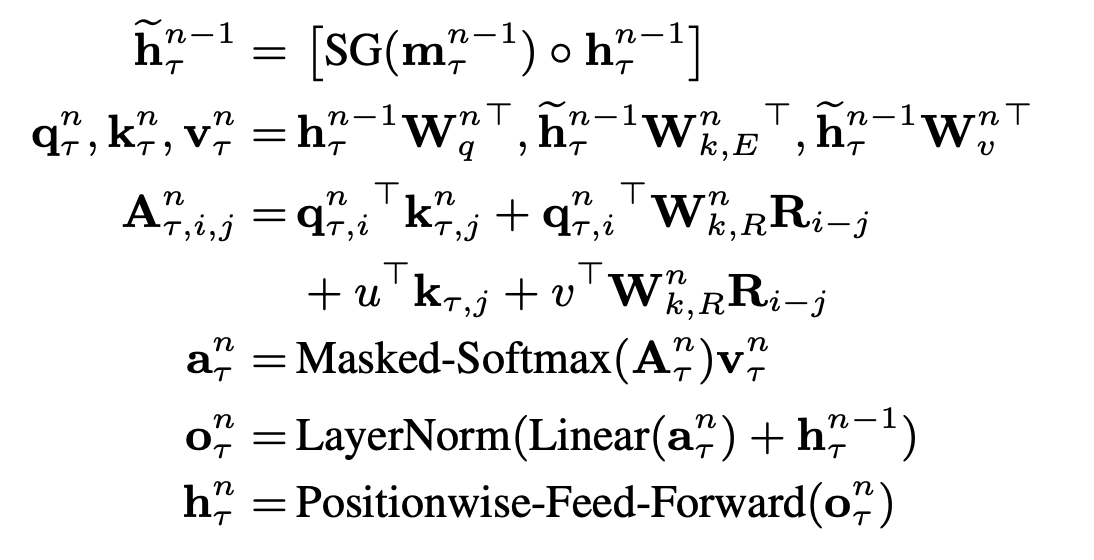 h̃_τ^{n−1} = [SG(m_τ^{n−1}) ∘ h_τ^{n−1}]
q_τ^n, k_τ^n, v_τ^n = h_τ^{n−1} W_q^{n⊤}, h̃_τ^{n−1} W_{k,E}^n ⊤, h̃_τ^{n−1} W_v^{n⊤}
A_{τ,i,j}^n = q_{τ,i}^n ⊤ k_{τ,j}^n + q_{τ,i}^n ⊤ W_{k,R}^n R_{i−j}
+ u^⊤ k_{τ,j} + v^⊤ W_{k,R}^n R_{i−j}
a_τ^n = Masked-Softmax(A_τ^n) v_τ^n
o_τ^n = LayerNorm(Linear(a_τ^n) + h_τ^{n−1})
h_τ^n = Positionwise-Feed-Forward(o_τ^n)